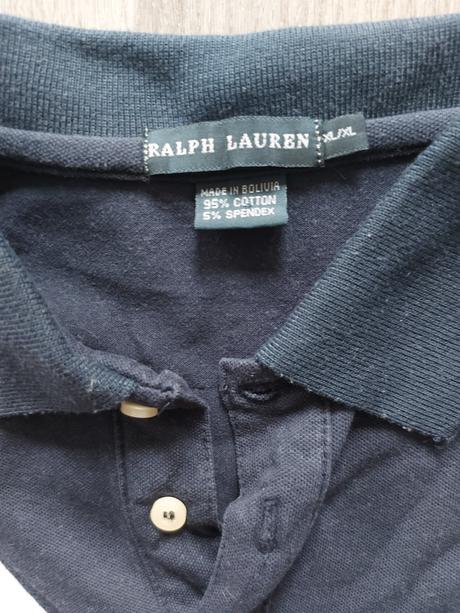 RALPH LAUREN
XL/XL
MADE IN BOLIVIA
95% COTTON
5% SPENDEX